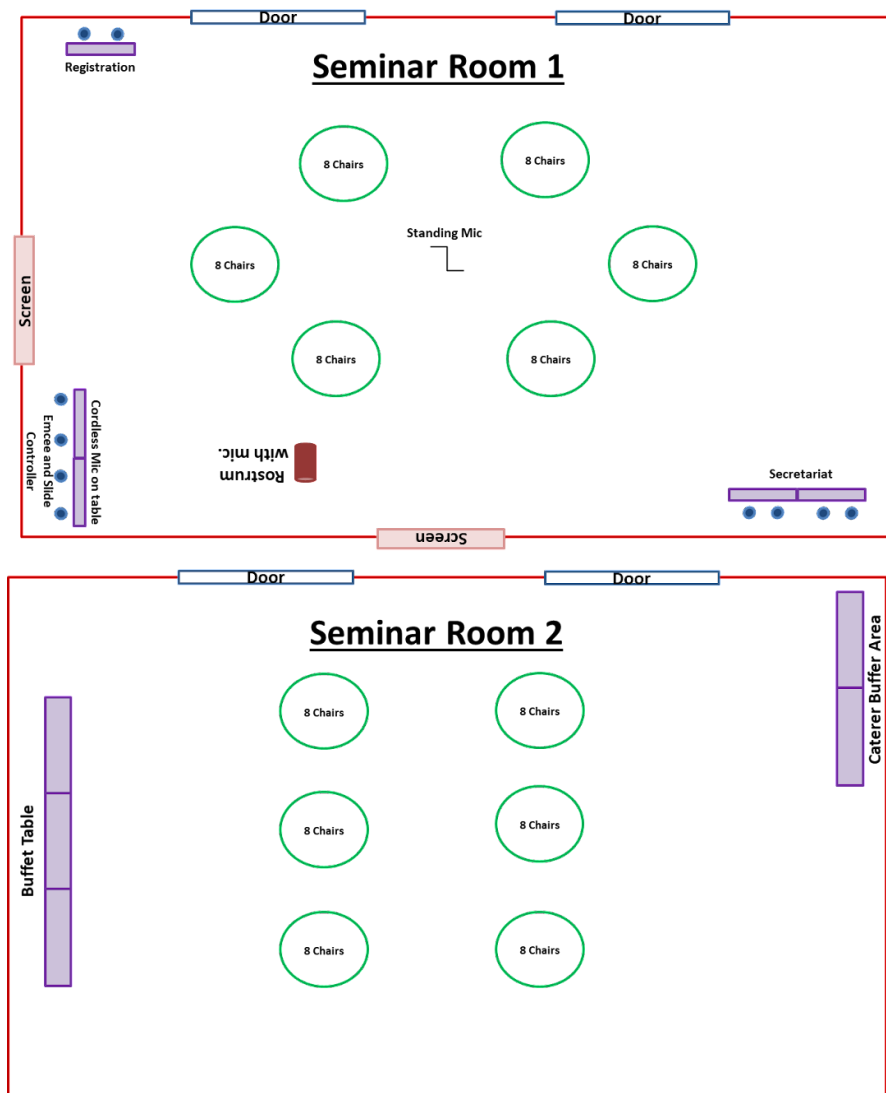 Door
Door
Registration
Seminar Room 1
8 Chairs
8 Chairs
Standing Mic
8 Chairs
8 Chairs
Screen
8 Chairs
8 Chairs
Cordless Mic on table
Emcee and Slide
Controller
Rostrum
with mic.
Secretariat
Screen
Door
Door
Seminar Room 2
Caterer Buffer Area
8 Chairs
8 Chairs
Buffet Table
8 Chairs
8 Chairs
8 Chairs
8 Chairs